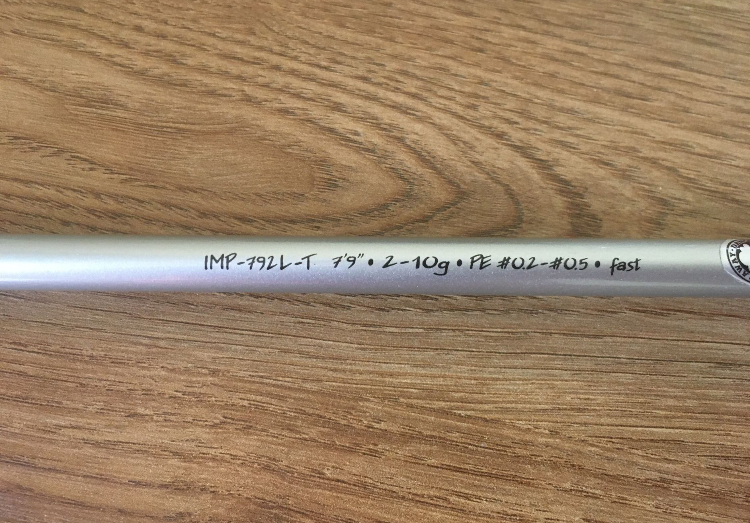 IMP-792L-T 7'9" • 2-10g • PE #0.2-#0.5 • fast